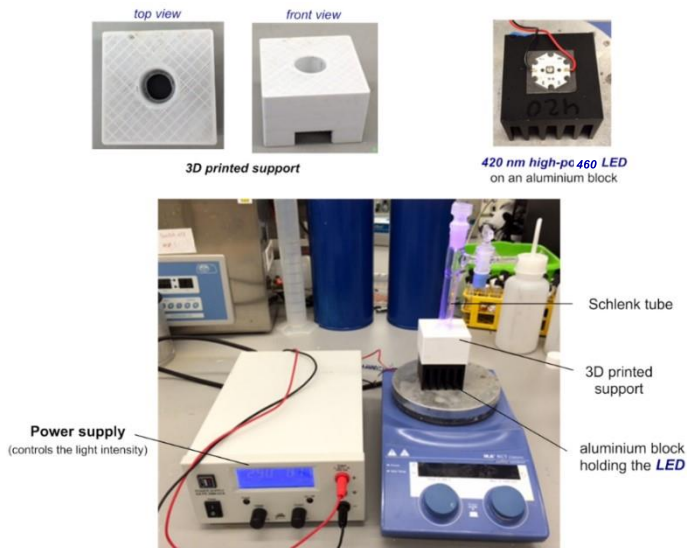 top view
front view
3D printed support
420
420 nm high-po 460 LED
on an aluminium block
Schlenk tube
3D printed
support
Power supply
(controls the light intensity)
aluminium block
holding the LED